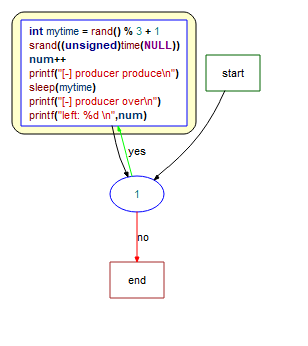 int mytime = rand() % 3 + 1
srand((unsigned)time(NULL))
num++
printf("[-] producer produce\n")
sleep(mytime)
printf("[-] producer over\n")
printf("left: %d \n",num)
start
yes
1
no
end